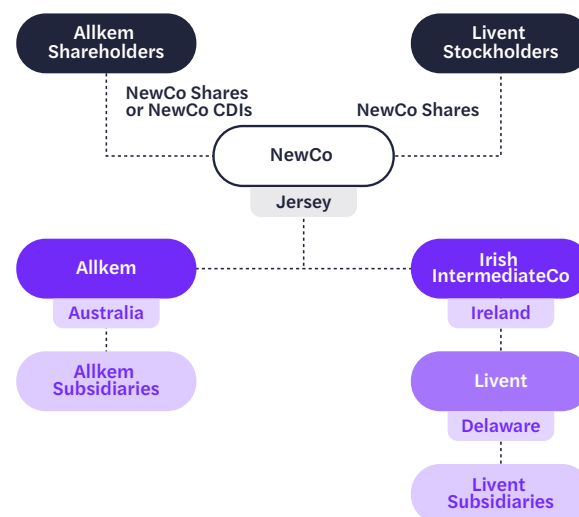 Allkem
Shareholders
Livent
Stockholders
NewCo Shares
or NewCo CDIs
NewCo Shares
NewCo
Jersey
Allkem
Irish
IntermediateCo
Australia
Ireland
Allkem
Subsidiaries
Livent
Delaware
Livent
Subsidiaries